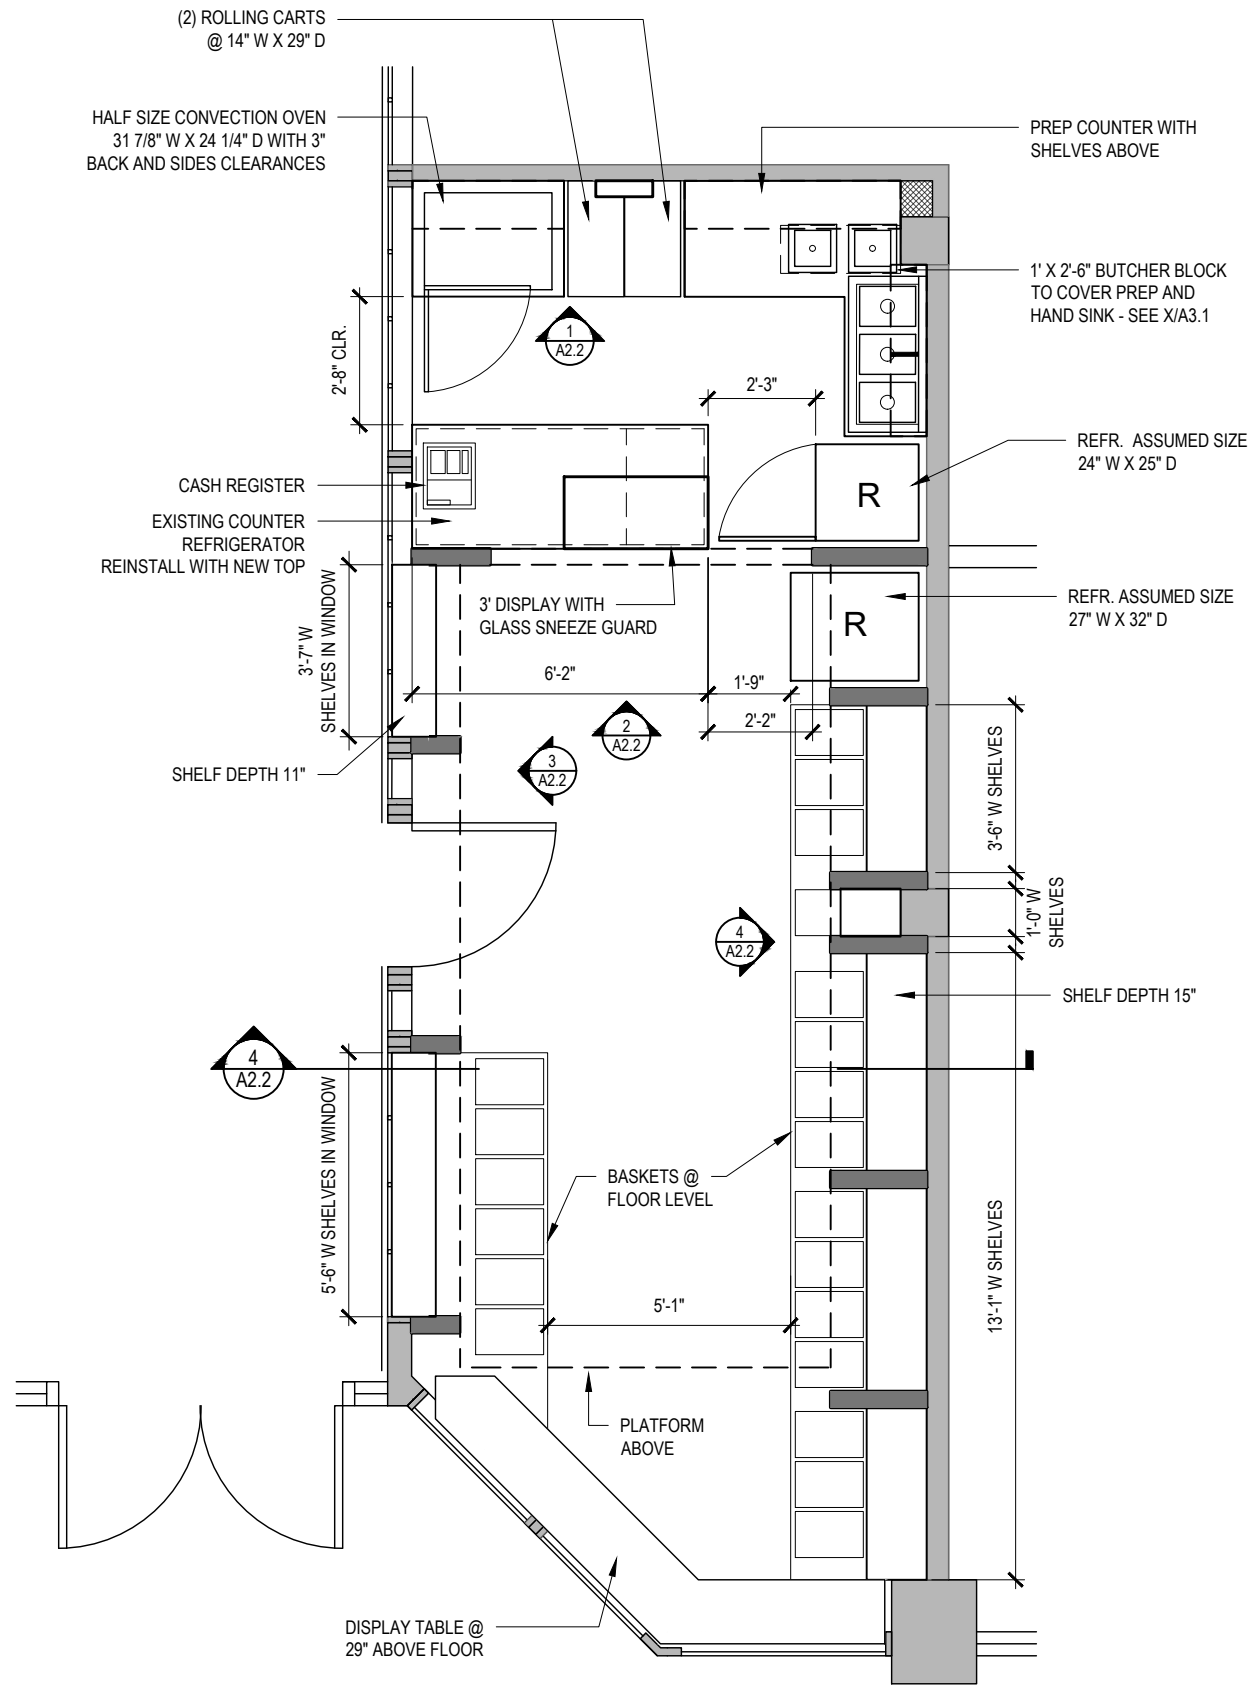 (2) ROLLING CARTS
@ 14" W X 29" D
HALF SIZE CONVECTION OVEN
31 7/8" W X 24 1/4" D WITH 3"
BACK AND SIDES CLEARANCES
PREP COUNTER WITH
SHELVES ABOVE
1' X 2'-6" BUTCHER BLOCK
TO COVER PREP AND
HAND SINK - SEE X/A3.1
2'-8" CLR.
1
A2.2
2'-3"
REFR. ASSUMED SIZE
24" W X 25" D
R
CASH REGISTER
EXISTING COUNTER
REFRIGERATOR
REINSTALL WITH NEW TOP
3' DISPLAY WITH
GLASS SNEEZE GUARD
REFR. ASSUMED SIZE
27" W X 32" D
R
3'-7" W
SHELVES IN WINDOW
6'-2"
1'-9"
2'-2"
2
A2.2
3
A2.2
SHELF DEPTH 11"
3'-6" W SHELVES
1'-0" W
SHELVES
4
A2.2
SHELF DEPTH 15"
4
A2.2
5'-6" W SHELVES IN WINDOW
BASKETS @
FLOOR LEVEL
13'-1" W SHELVES
5'-1"
PLATFORM
ABOVE
DISPLAY TABLE @
29" ABOVE FLOOR